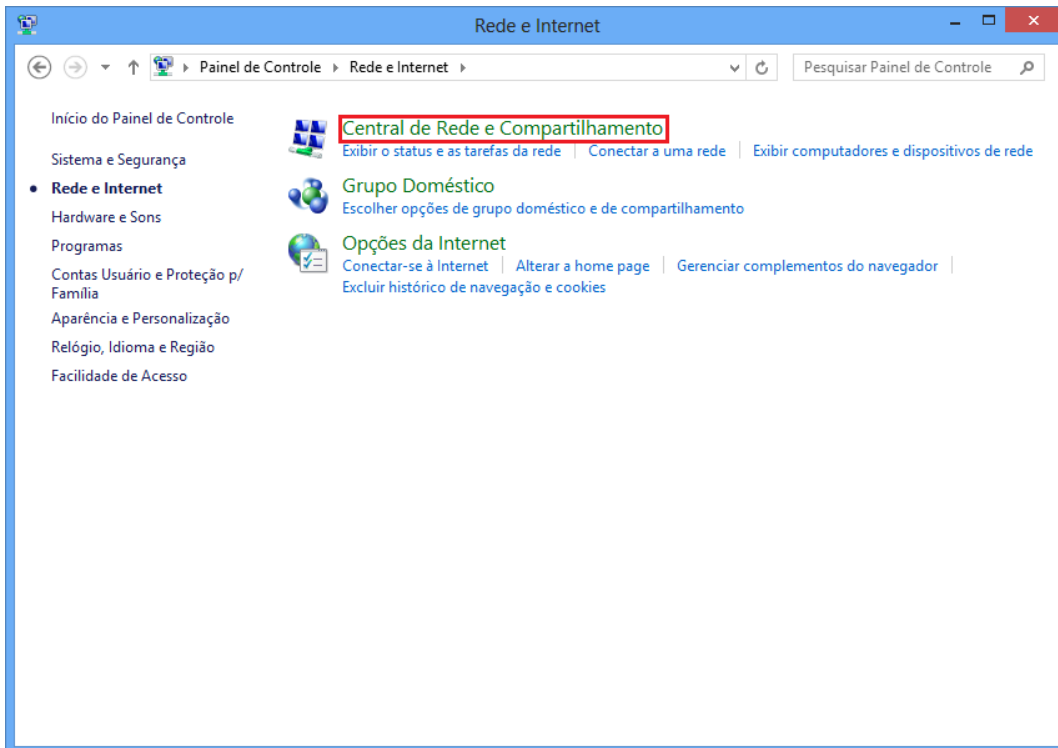 Rede e Internet
Painel de Controle Rede e Internet
Pesquisar Painel de Controle
Início do Painel de Controle
Sistema e Segurança
Rede e Internet
Hardware e Sons
Programas
Contas Usuário e Proteção p/
Família
Aparência e Personalização
Relógio, Idioma e Região
Facilidade de Acesso
Central de Rede e Compartilhamento
Exibir o status e as tarefas da rede Conectar a uma rede Exibir computadores e dispositivos de rede
Grupo Doméstico
Escolher opções de grupo doméstico e de compartilhamento
Opções da Internet
Conectar-se à Internet Alterar a home page Gerenciar complementos do navegador
Excluir histórico de navegação e cookies